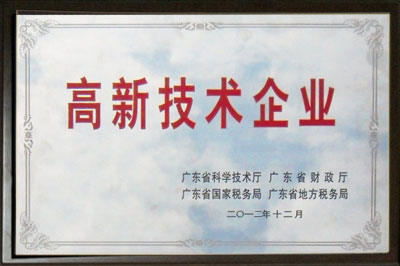 高新技术企业
广东省科学技术厅 广东省财政厅
广东省国家税务局 广东省地方税务局
二〇一二年十二月